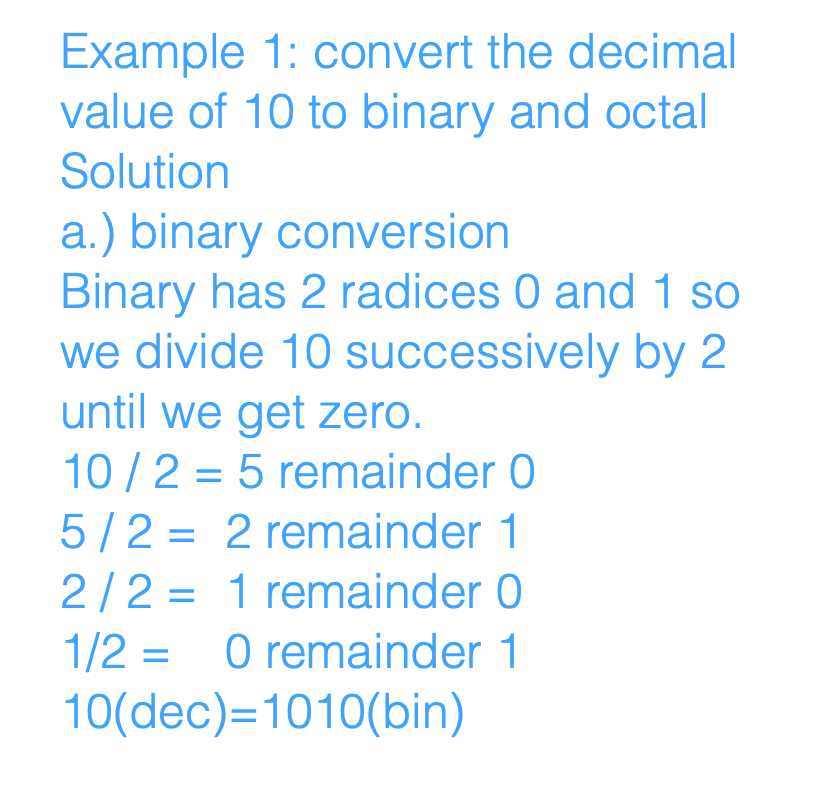 Example 1: convert the decimal
value of 10 to binary and octal
Solution
a.) binary conversion
Binary has 2 radices 0 and 1 so
we divide 10 successively by 2
until we get zero.
10 / 2 = 5 remainder 0
5 / 2 =  2 remainder 1
2 / 2 =  1 remainder 0
1/2 =    0 remainder 1
10(dec)=1010(bin)